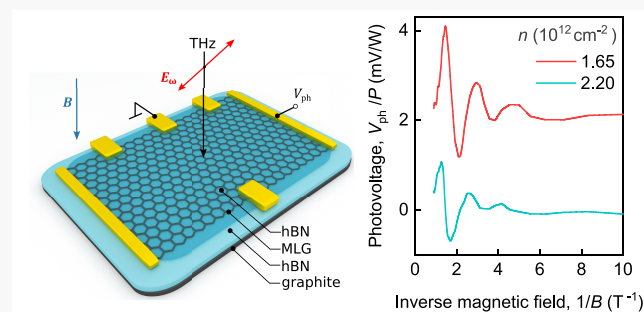 THz
E_ω
B
V_ph
hBN
MLG
hBN
graphite
Photovoltage, V_ph /P (mV/W)
4
2
0
n (10^12 cm^-2)
1.65
2.20
0 2 4 6 8 10
Inverse magnetic field, 1/B (T^-1)